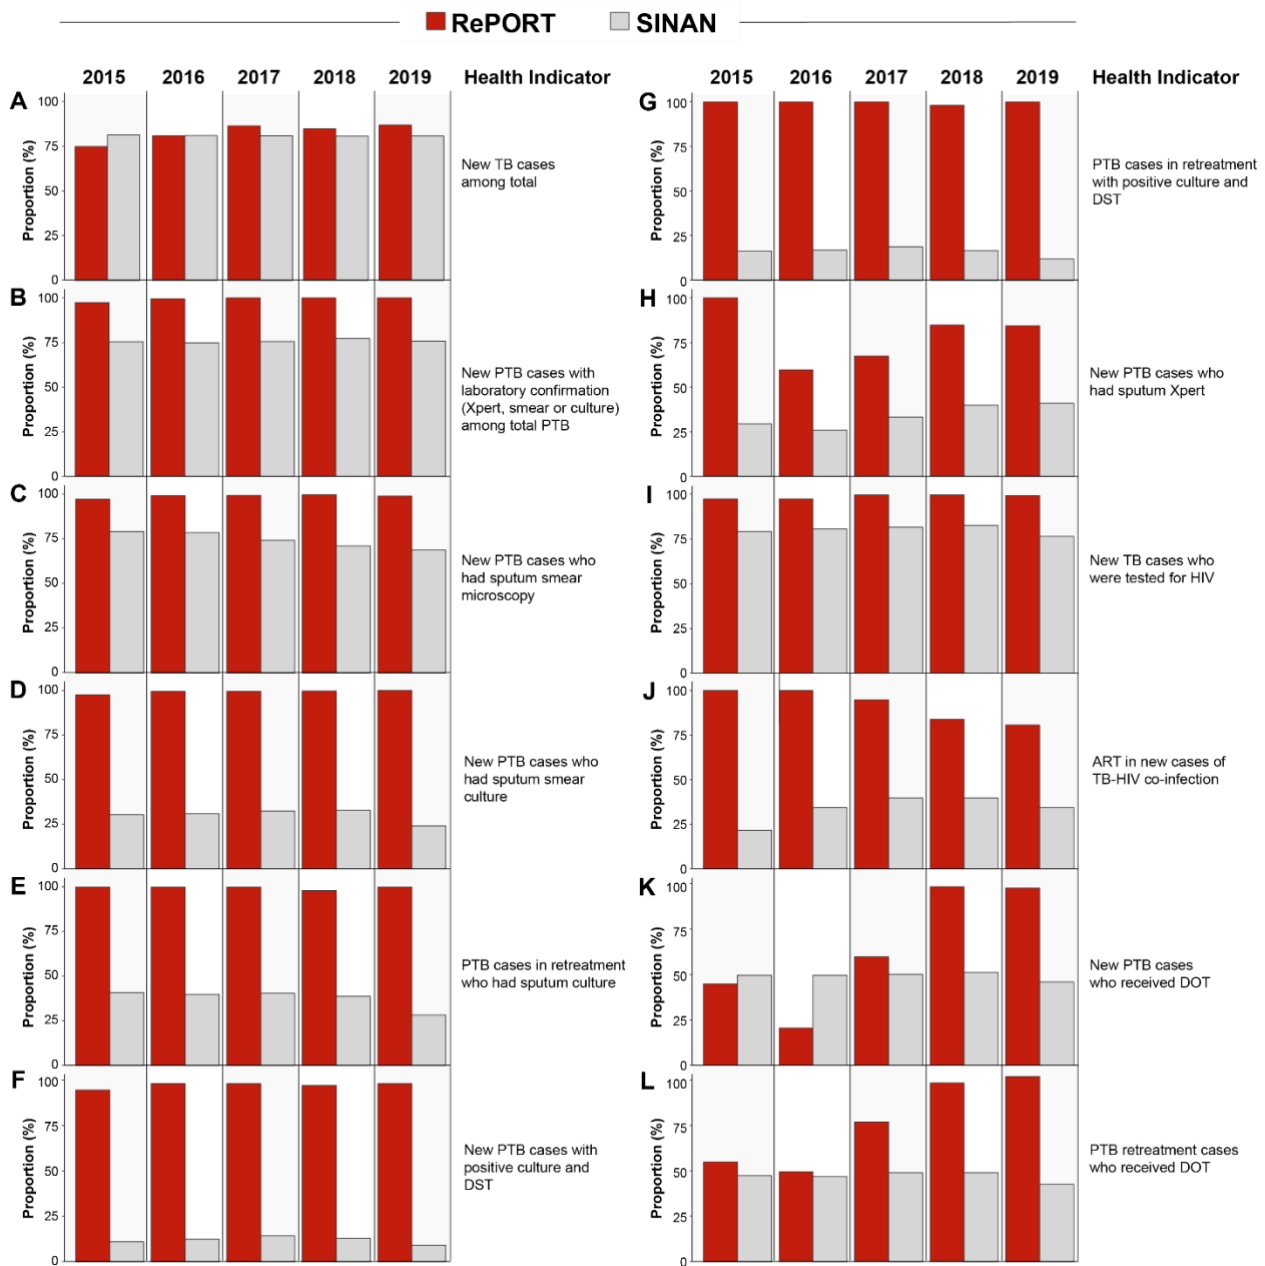 RePORT SINAN
2015 2016 2017 2018 2019 Health Indicator
A
Proportion (%)
100
75
50
25
0
New TB cases
among total
B
Proportion (%)
100
75
50
25
0
New PTB cases with
laboratory confirmation
(Xpert, smear or culture)
among total PTB
C
Proportion (%)
100
75
50
25
0
New PTB cases who
had sputum smear
microscopy
D
Proportion (%)
100
75
50
25
0
New PTB cases who
had sputum smear
culture
E
Proportion (%)
100
75
50
25
0
PTB cases in retreatment
who had sputum culture
F
Proportion (%)
100
75
50
25
0
New PTB cases with
positive culture and
DST
2015 2016 2017 2018 2019 Health Indicator
G
Proportion (%)
100
75
50
25
0
PTB cases in retreatment
with positive culture and
DST
H
Proportion (%)
100
75
50
25
0
New PTB cases who
had sputum Xpert
I
Proportion (%)
100
75
50
25
0
New TB cases who
were tested for HIV
J
Proportion (%)
100
75
50
25
0
ART in new cases of
TB-HIV co-infection
K
Proportion (%)
100
75
50
25
0
New PTB cases
who received DOT
L
Proportion (%)
100
75
50
25
0
PTB retreatment cases
who received DOT